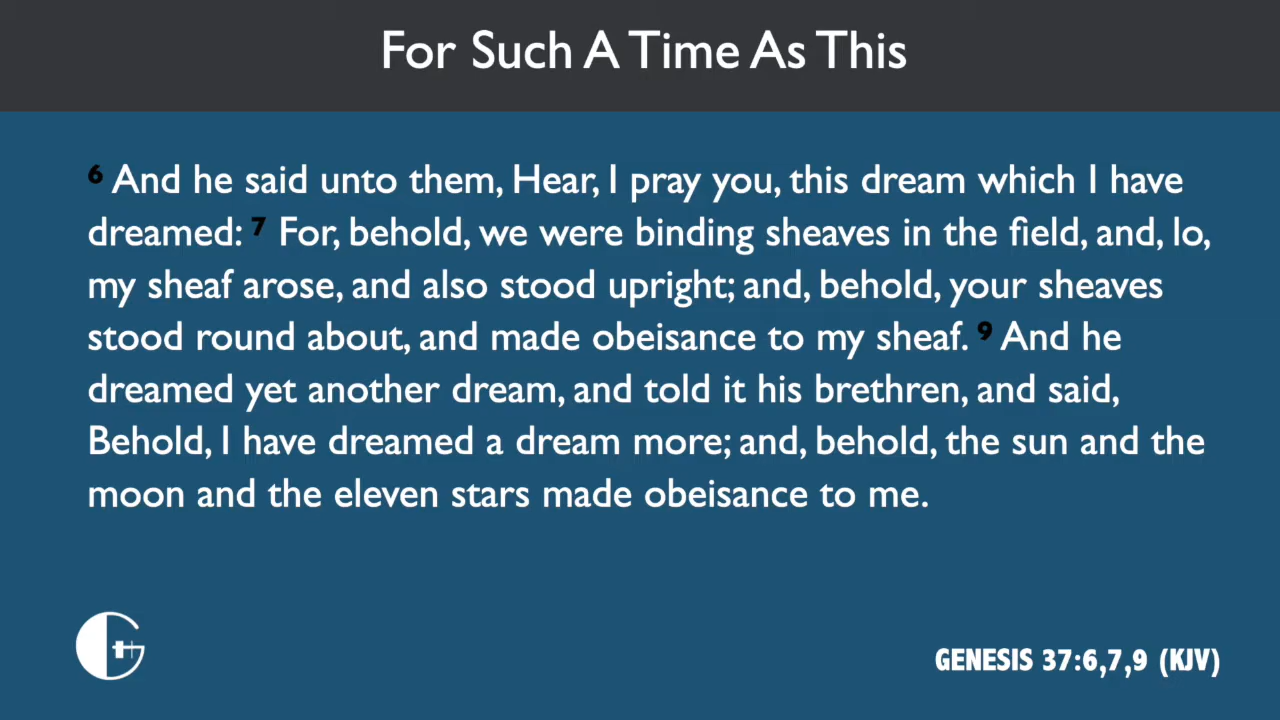 For Such A Time As This
6 And he said unto them, Hear, I pray you, this dream which I have
dreamed: 7 For, behold, we were binding sheaves in the field, and, lo,
my sheaf arose, and also stood upright; and, behold, your sheaves
stood round about, and made obeisance to my sheaf. 9 And he
dreamed yet another dream, and told it his brethren, and said,
Behold, I have dreamed a dream more; and, behold, the sun and the
moon and the eleven stars made obeisance to me.
GENESIS 37:6,7,9 (KJV)